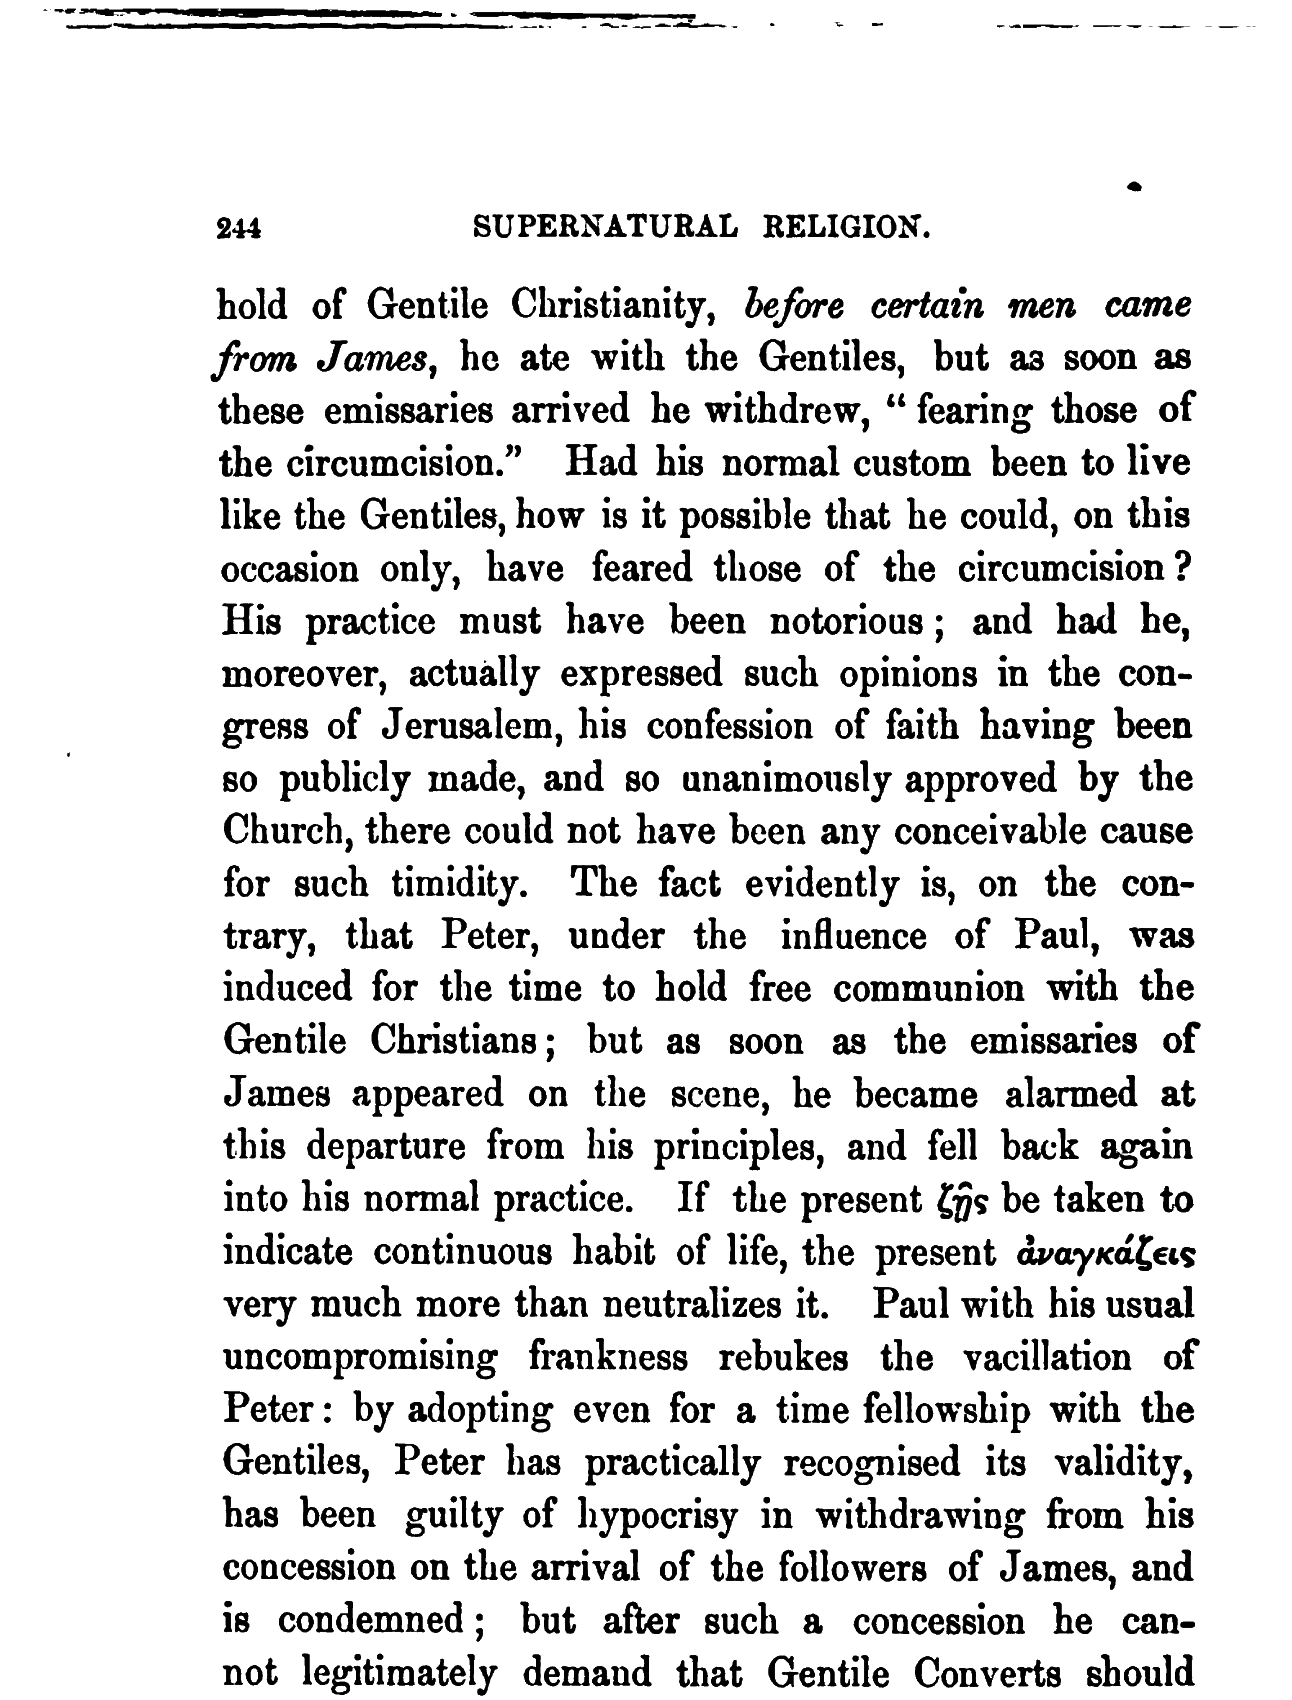 244 SUPERNATURAL RELIGION.
hold of Gentile Christianity, before certain men came
from James, he ate with the Gentiles, but as soon as
these emissaries arrived he withdrew, “ fearing those of
the circumcision.” Had his normal custom been to live
like the Gentiles, how is it possible that he could, on this
occasion only, have feared those of the circumcision ?
His practice must have been notorious ; and had he,
moreover, actually expressed such opinions in the con-
gress of Jerusalem, his confession of faith having been
so publicly made, and so unanimously approved by the
Church, there could not have been any conceivable cause
for such timidity. The fact evidently is, on the con-
trary, that Peter, under the influence of Paul, was
induced for the time to hold free communion with the
Gentile Christians ; but as soon as the emissaries of
James appeared on the scene, he became alarmed at
this departure from his principles, and fell back again
into his normal practice. If the present ζῇς be taken to
indicate continuous habit of life, the present ἀναγκάζεις
very much more than neutralizes it. Paul with his usual
uncompromising frankness rebukes the vacillation of
Peter : by adopting even for a time fellowship with the
Gentiles, Peter has practically recognised its validity,
has been guilty of hypocrisy in withdrawing from his
concession on the arrival of the followers of James, and
is condemned ; but after such a concession he can-
not legitimately demand that Gentile Converts should